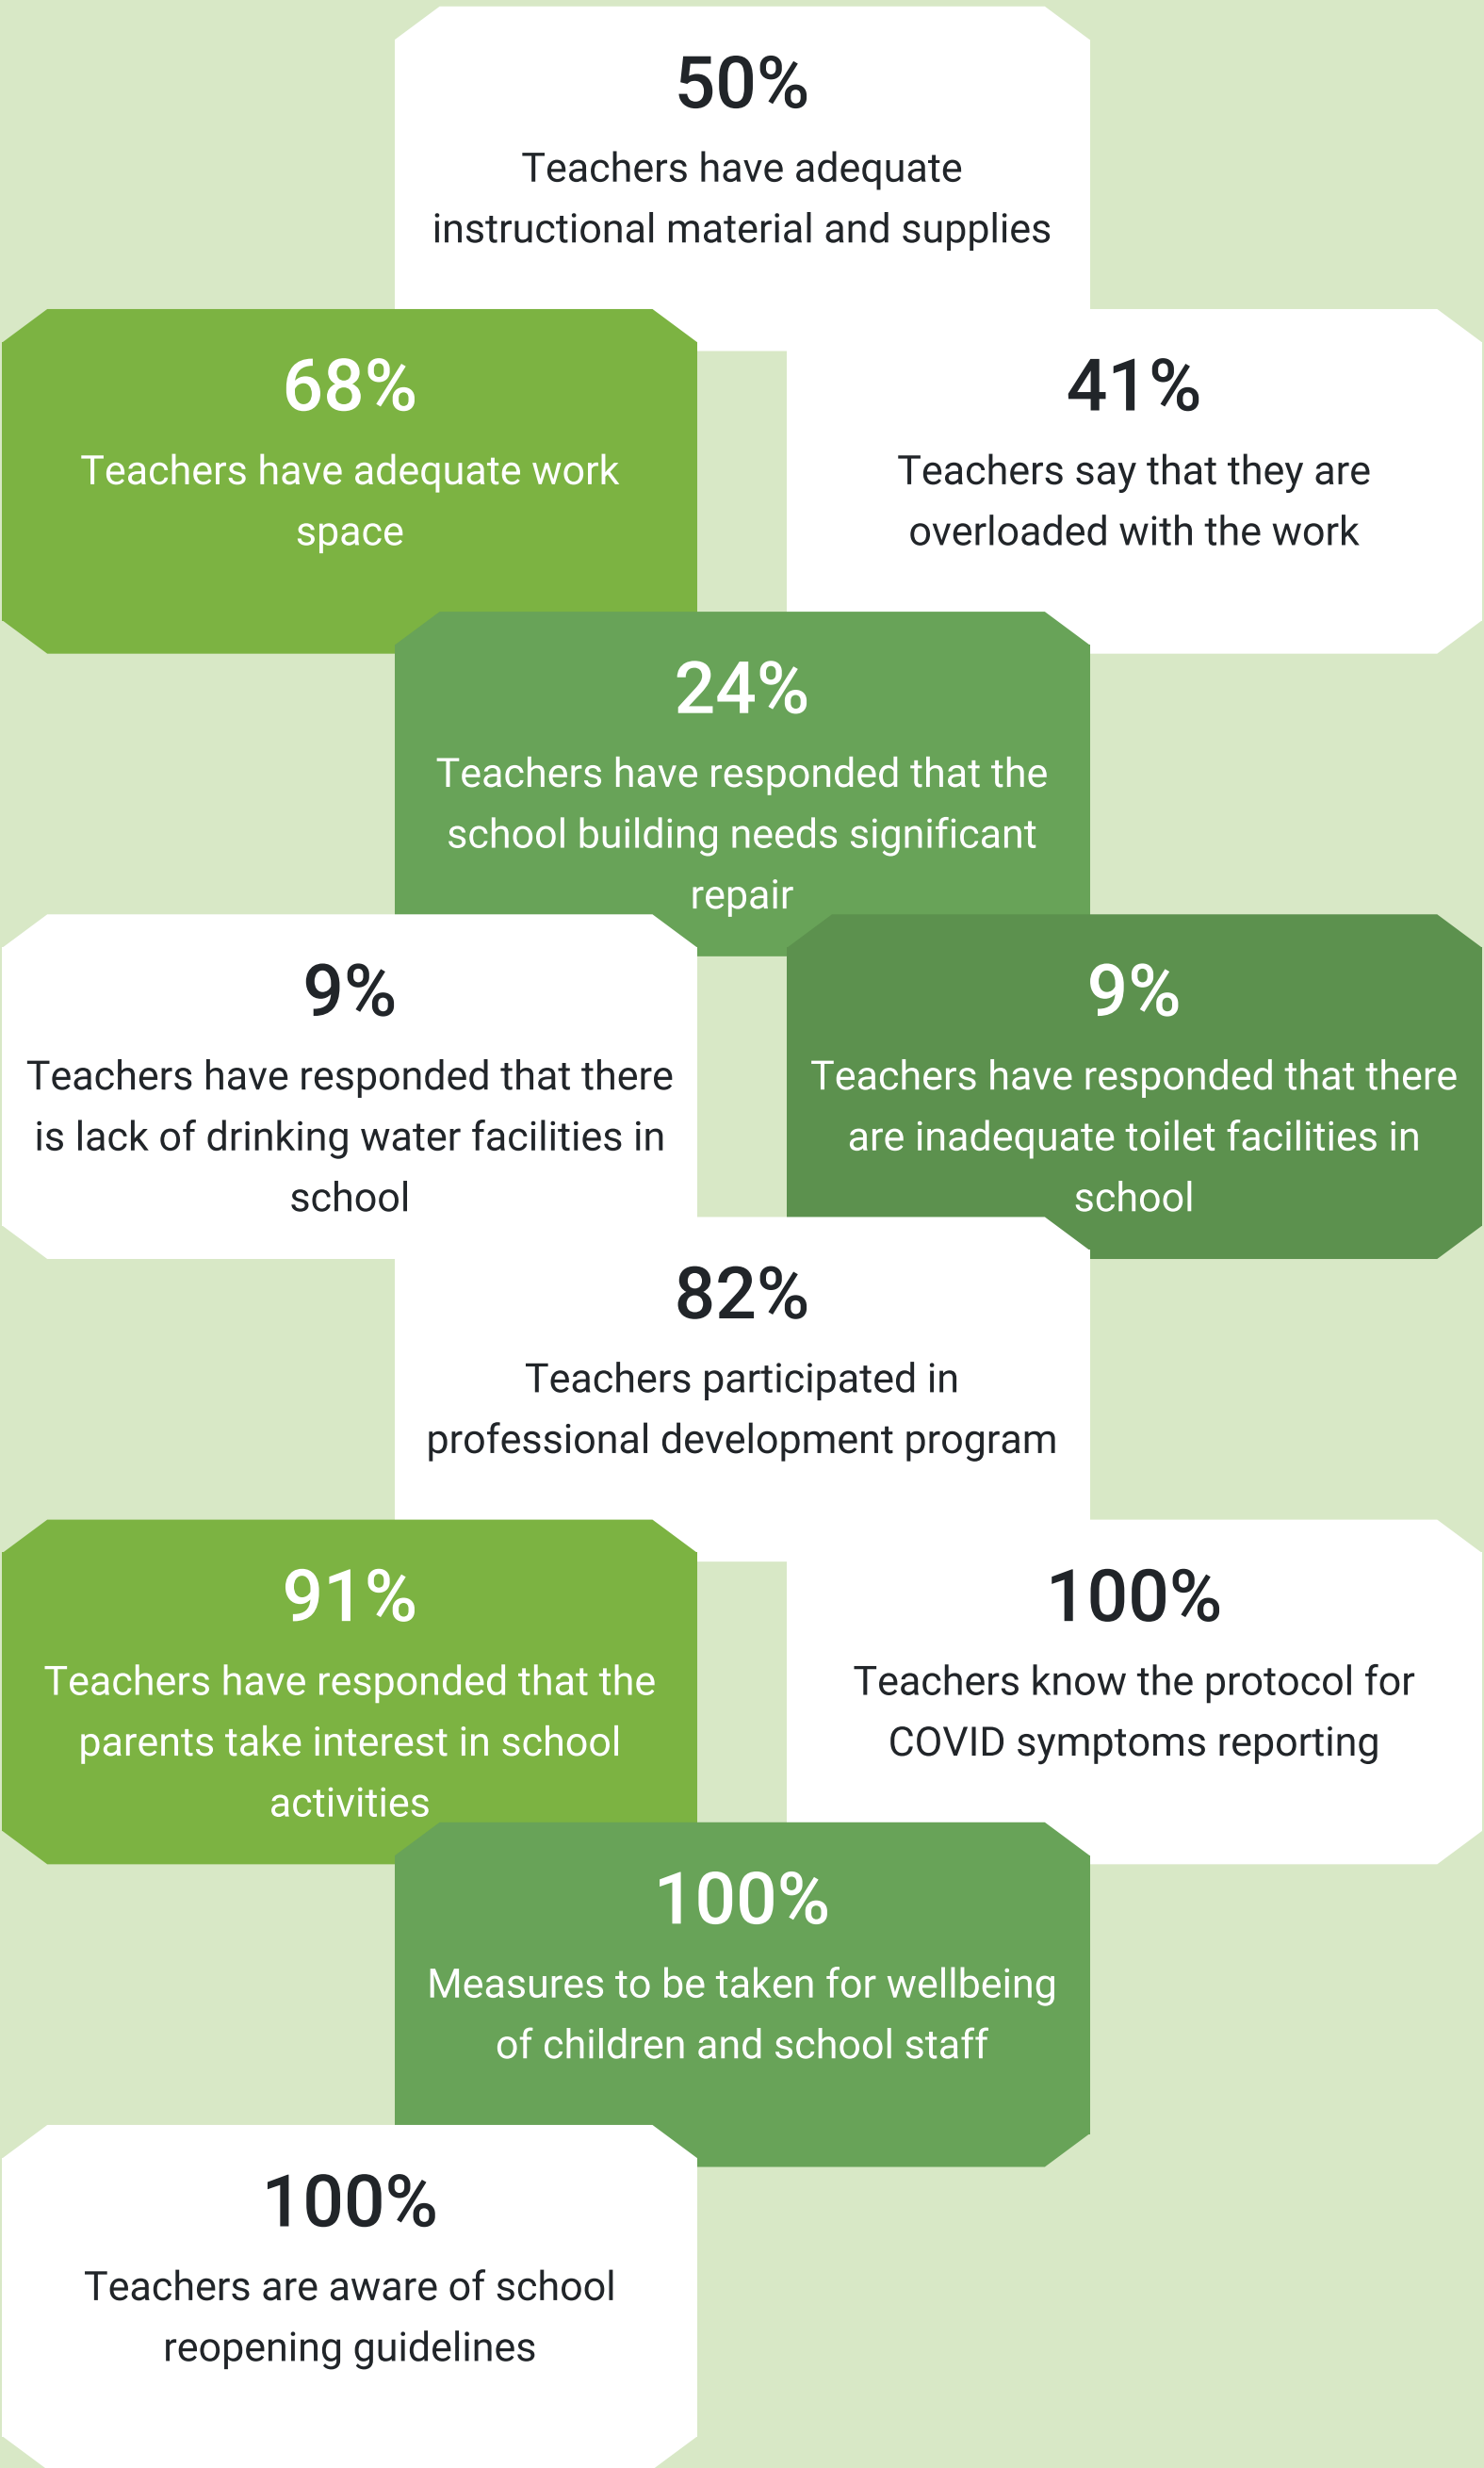 50%
Teachers have adequate
instructional material and supplies
68%
Teachers have adequate work
space
41%
Teachers say that they are
overloaded with the work
24%
Teachers have responded that the
school building needs significant
repair
9%
Teachers have responded that there
is lack of drinking water facilities in
school
9%
Teachers have responded that there
are inadequate toilet facilities in
school
82%
Teachers participated in
professional development program
91%
Teachers have responded that the
parents take interest in school
activities
100%
Teachers know the protocol for
COVID symptoms reporting
100%
Measures to be taken for wellbeing
of children and school staff
100%
Teachers are aware of school
reopening guidelines